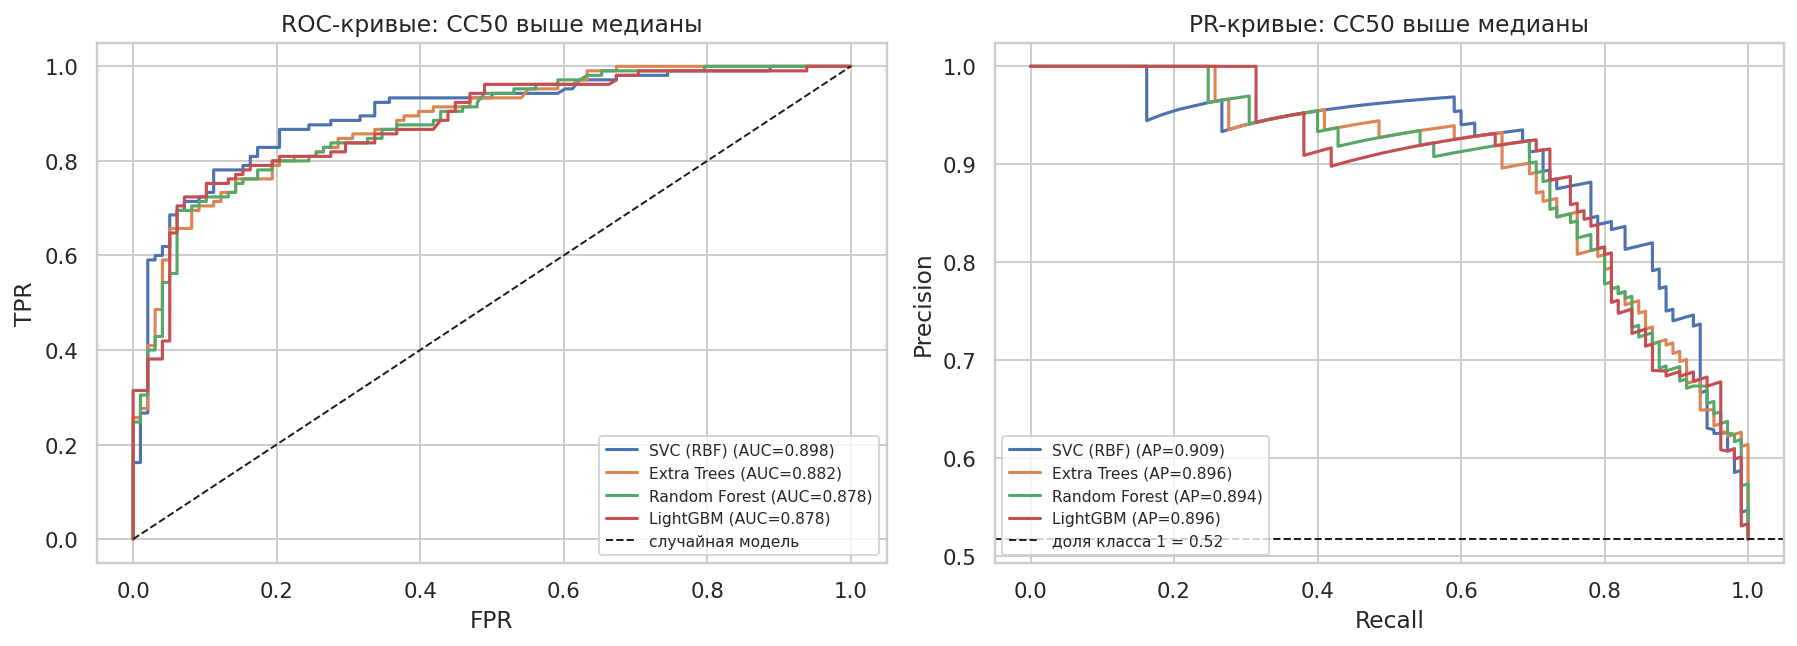 ROC-кривые: CC50 выше медианы
TPR
1.0
0.8
0.6
0.4
0.2
0.0
SVC (RBF) (AUC=0.898)
Extra Trees (AUC=0.882)
Random Forest (AUC=0.878)
LightGBM (AUC=0.878)
случайная модель
0.0 0.2 0.4 0.6 0.8 1.0
FPR
PR-кривые: CC50 выше медианы
Precision
1.0
0.9
0.8
0.7
0.6
0.5
SVC (RBF) (AP=0.909)
Extra Trees (AP=0.896)
Random Forest (AP=0.894)
LightGBM (AP=0.896)
доля класса 1 = 0.52
0.0 0.2 0.4 0.6 0.8 1.0
Recall